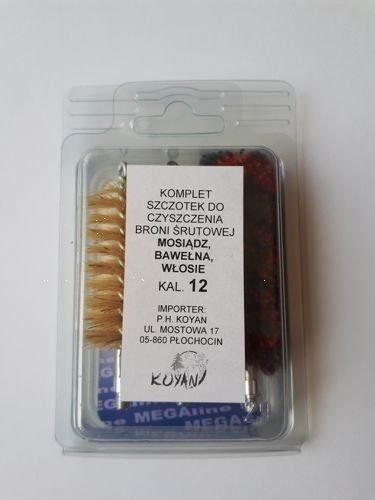 KOMPLET
SZCZOTEK DO
CZYSZCZENIA
BRONI ŚRUTOWEJ
MOSIĄDZ,
BAWEŁNA,
WŁOSIE
KAL. 12
IMPORTER:
P.H. KOYAN
UL. MOSTOWA 17
05-860 PŁOCHOCIN
KOYAN
MEGAline